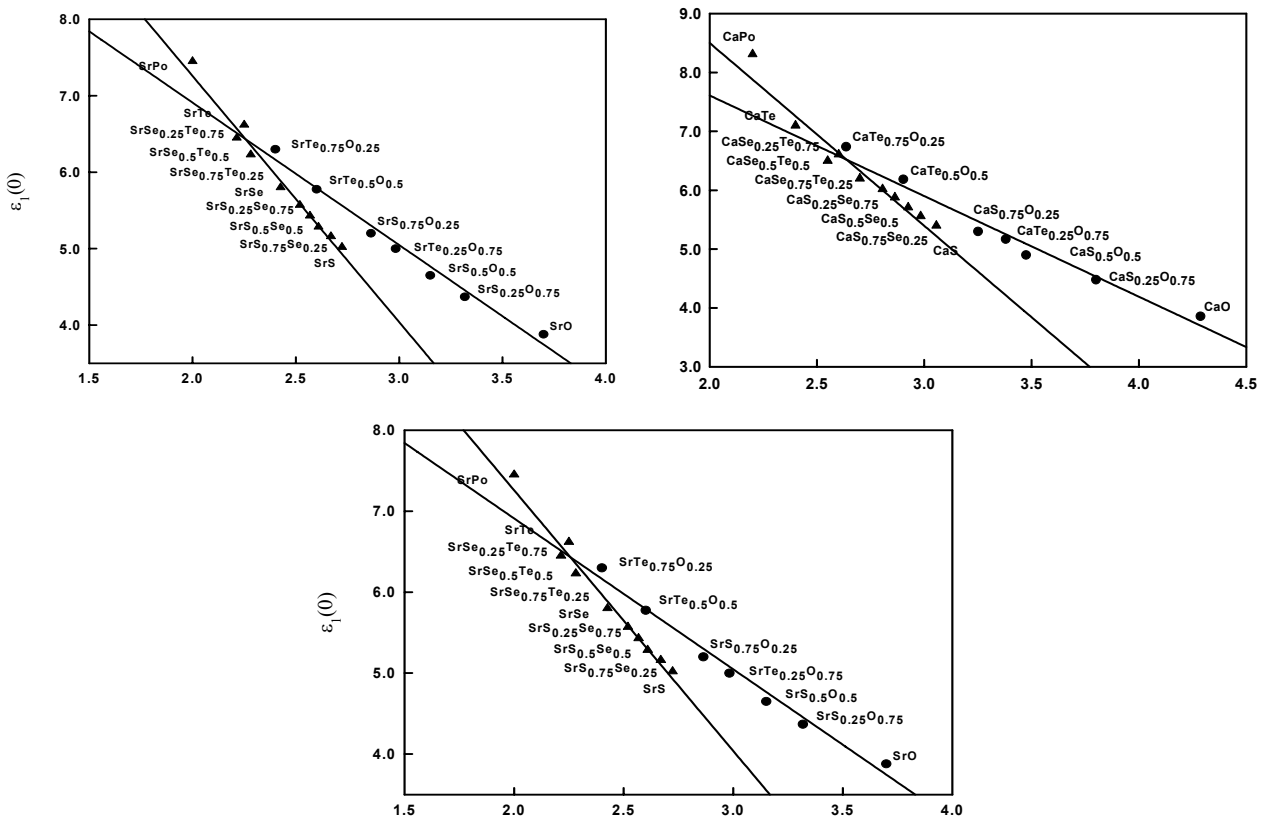 8.0
7.0
6.0
5.0
4.0
ε₁(0)
SrPo
SrTe
SrSe₀.₂₅Te₀.₇₅
SrSe₀.₅Te₀.₅
SrSe₀.₇₅Te₀.₂₅
SrSe
SrS₀.₂₅Se₀.₇₅
SrS₀.₅Se₀.₅
SrS₀.₇₅Se₀.₂₅
SrS
SrTe₀.₇₅O₀.₂₅
SrTe₀.₅O₀.₅
SrS₀.₇₅O₀.₂₅
SrTe₀.₂₅O₀.₇₅
SrS₀.₅O₀.₅
SrS₀.₂₅O₀.₇₅
SrO
1.5 2.0 2.5 3.0 3.5 4.0
9.0
8.0
7.0
6.0
5.0
4.0
3.0
CaPo
CaTe
CaSe₀.₂₅Te₀.₇₅
CaSe₀.₅Te₀.₅
CaSe₀.₇₅Te₀.₂₅
CaS₀.₂₅Se₀.₇₅
CaS₀.₅Se₀.₅
CaS₀.₇₅Se₀.₂₅
CaS
CaTe₀.₇₅O₀.₂₅
CaTe₀.₅O₀.₅
CaS₀.₇₅O₀.₂₅
CaTe₀.₂₅O₀.₇₅
CaS₀.₅O₀.₅
CaS₀.₂₅O₀.₇₅
CaO
2.0 2.5 3.0 3.5 4.0 4.5
8.0
7.0
6.0
5.0
4.0
ε₁(0)
SrPo
SrTe
SrSe₀.₂₅Te₀.₇₅
SrSe₀.₅Te₀.₅
SrSe₀.₇₅Te₀.₂₅
SrSe
SrS₀.₂₅Se₀.₇₅
SrS₀.₅Se₀.₅
SrS₀.₇₅Se₀.₂₅
SrS
SrTe₀.₇₅O₀.₂₅
SrTe₀.₅O₀.₅
SrS₀.₇₅O₀.₂₅
SrTe₀.₂₅O₀.₇₅
SrS₀.₅O₀.₅
SrS₀.₂₅O₀.₇₅
SrO
1.5 2.0 2.5 3.0 3.5 4.0